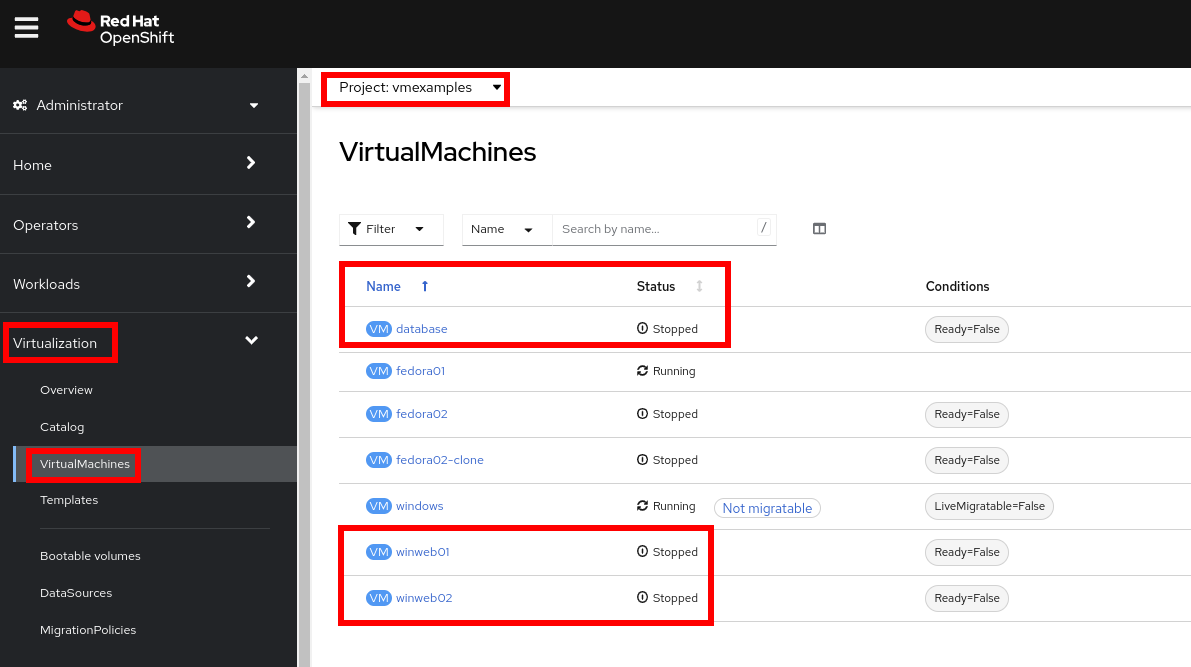 Red Hat
OpenShift
Project: vmexamples
Administrator
Home
Operators
Workloads
Virtualization
Overview
Catalog
VirtualMachines
Templates
Bootable volumes
DataSources
MigrationPolicies
VirtualMachines
Filter Name Search by name... /
Name Status Conditions
VM database Stopped Ready=False
VM fedora01 Running
VM fedora02 Stopped Ready=False
VM fedora02-clone Stopped Ready=False
VM windows Running Not migratable LiveMigratable=False
VM winweb01 Stopped Ready=False
VM winweb02 Stopped Ready=False